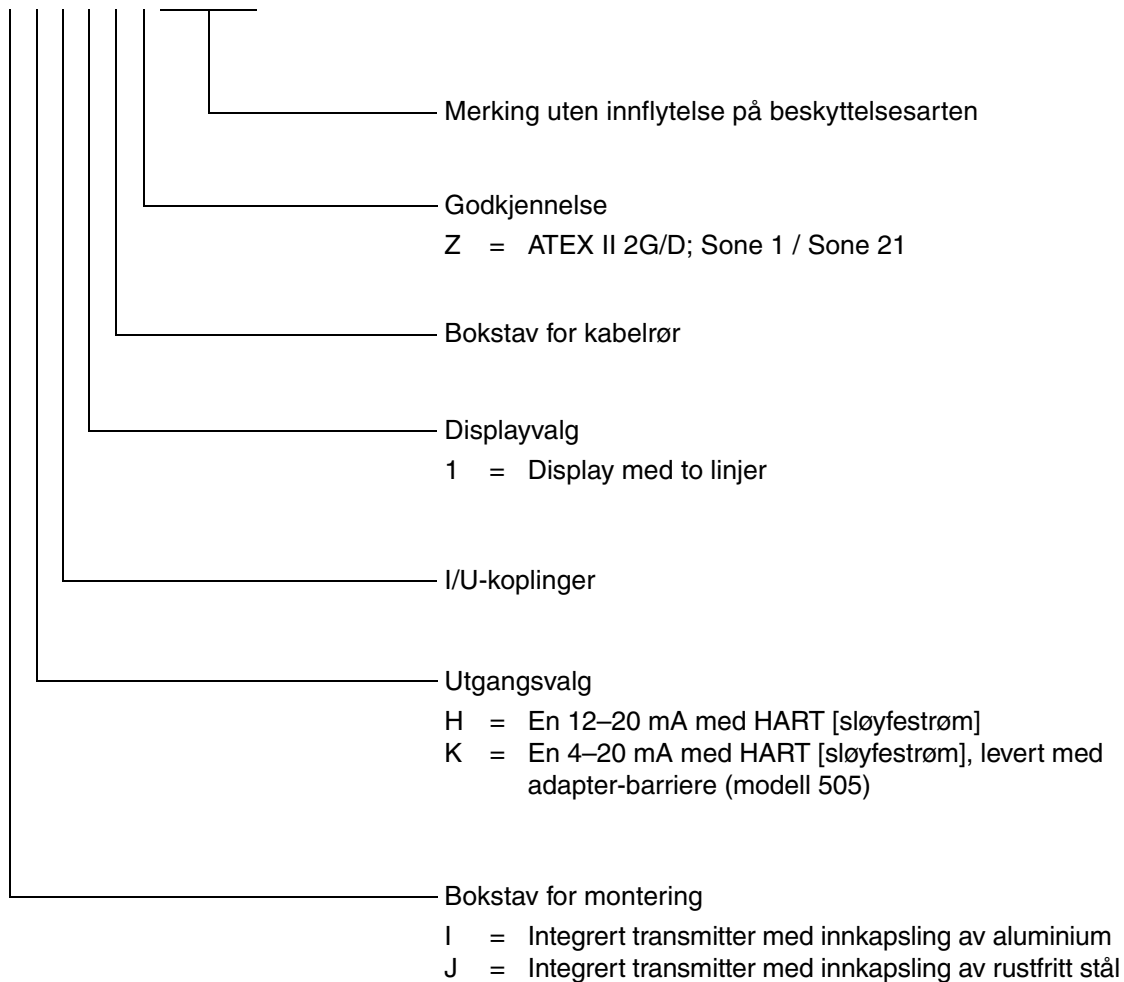 Merking uten innflytelse på beskyttelsesarten
Godkjennelse
Z = ATEX II 2G/D; Sone 1 / Sone 21
Bokstav for kabelrør
Displayvalg
1 = Display med to linjer
I/U-koplinger
Utgangsvalg
H = En 12–20 mA med HART [sløyfestrøm]
K = En 4–20 mA med HART [sløyfestrøm], levert med
adapter-barriere (modell 505)
Bokstav for montering
I = Integrert transmitter med innkapsling av aluminium
J = Integrert transmitter med innkapsling av rustfritt stål